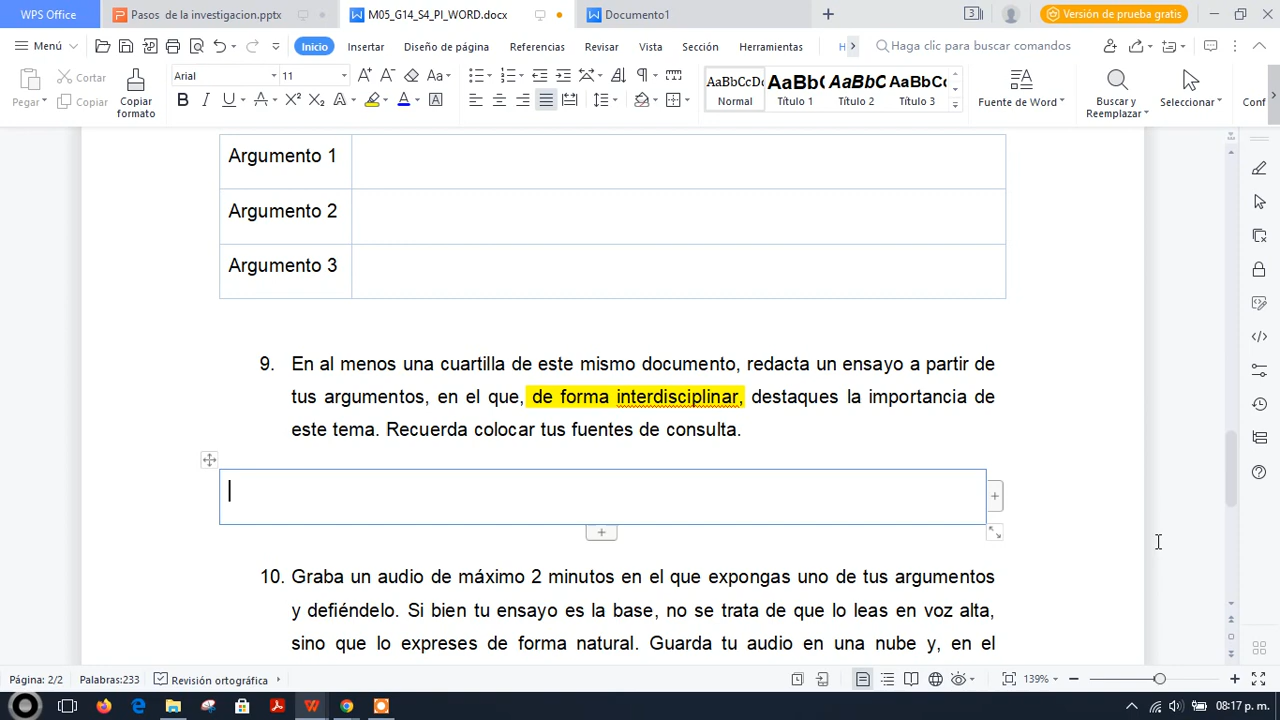 WPS Office
Pasos de la investigacion.pptx
M05_G14_S4_PI_WORD.docx
Documento1
Versión de prueba gratis
Menú
Inicio
Insertar
Diseño de página
Referencias
Revisar
Vista
Sección
Herramientas
H
Haga clic para buscar comandos
Pegar
Cortar
Copiar
Copiar formato
Arial
11
AaBbCcDd
Normal
AaBb(
Título 1
AaBbC
Título 2
AaBbCc
Título 3
Fuente de Word
Buscar y Reemplazar
Seleccionar
Conf
Argumento 1
Argumento 2
Argumento 3
9. En al menos una cuartilla de este mismo documento, redacta un ensayo a partir de
tus argumentos, en el que, de forma interdisciplinar, destaques la importancia de
este tema. Recuerda colocar tus fuentes de consulta.
10. Graba un audio de máximo 2 minutos en el que expongas uno de tus argumentos
y defiéndelo. Si bien tu ensayo es la base, no se trata de que lo leas en voz alta,
sino que lo expreses de forma natural. Guarda tu audio en una nube y, en el
Página: 2/2
Palabras:233
Revisión ortográfica
139%
08:17 p. m.